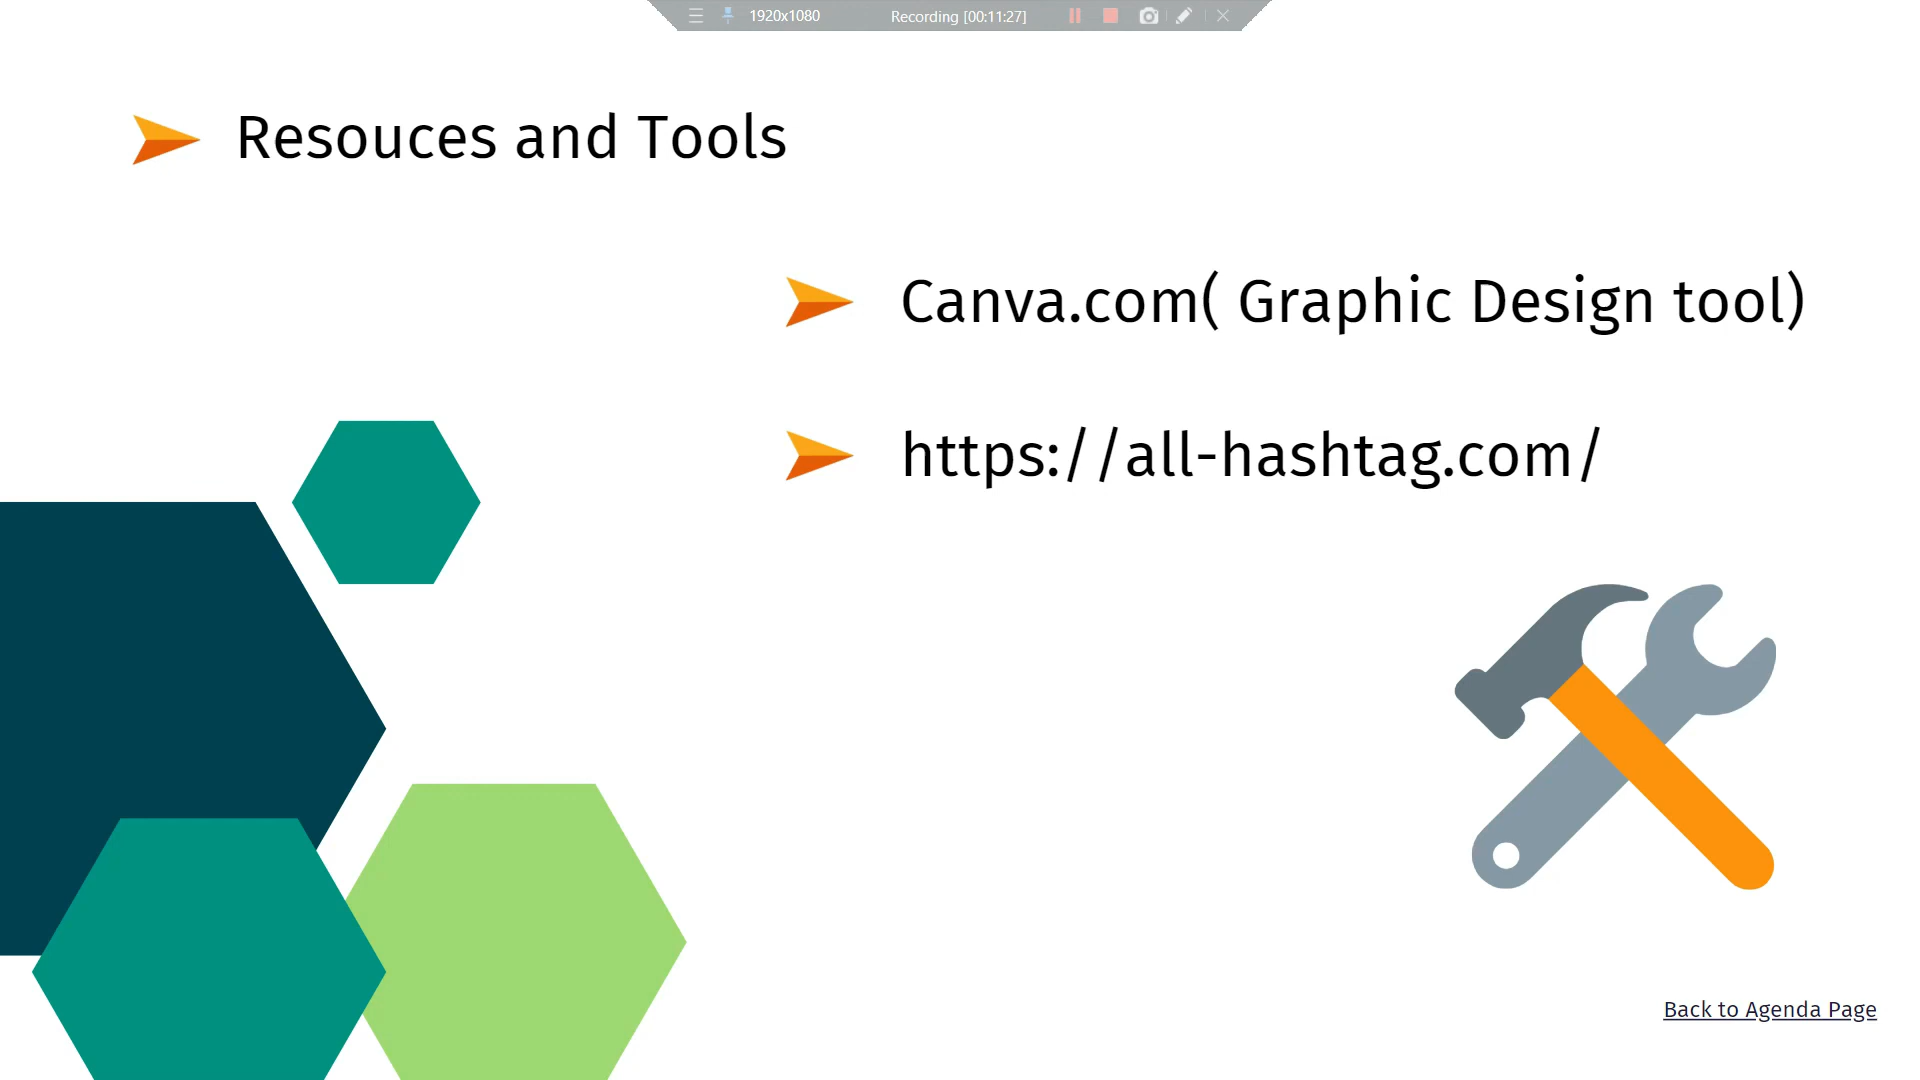 1920x1080 Recording [00:11:27]
Resouces and Tools
Canva.com( Graphic Design tool)
https://all-hashtag.com/
Back to Agenda Page